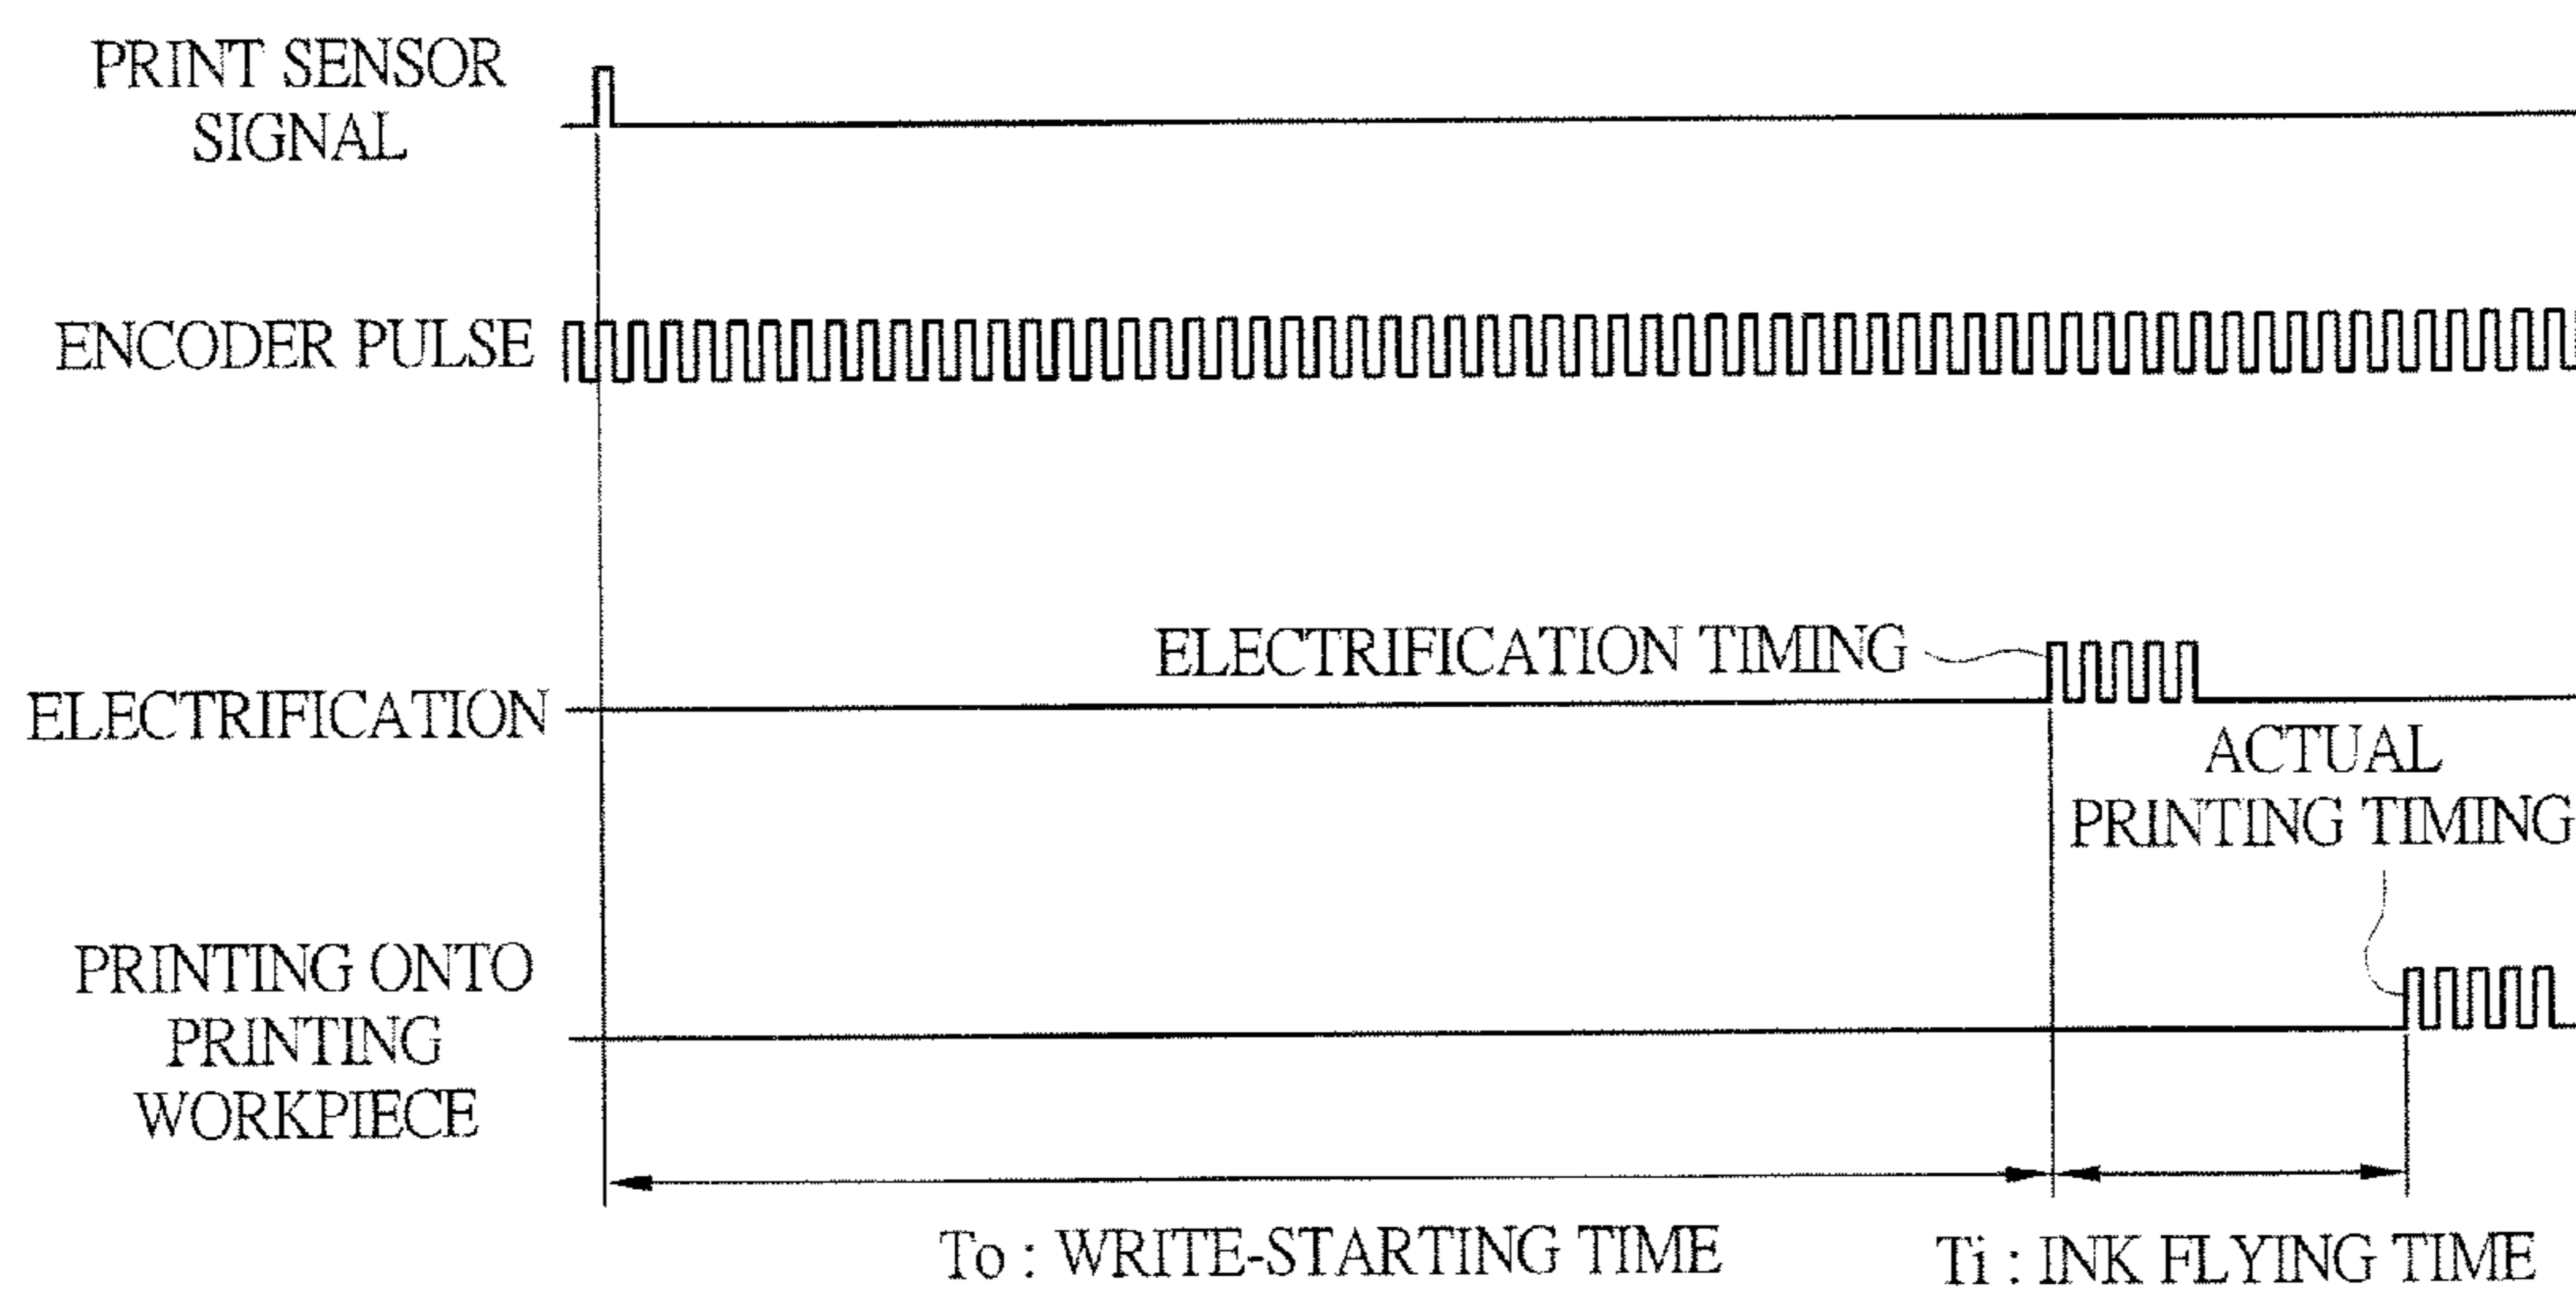 PRINT SENSOR
SIGNAL
ENCODER PULSE
ELECTRIFICATION TIMING
ELECTRIFICATION
ACTUAL
PRINTING TIMING
PRINTING ONTO
PRINTING
WORKPIECE
To : WRITE-STARTING TIME
Ti : INK FLYING TIME